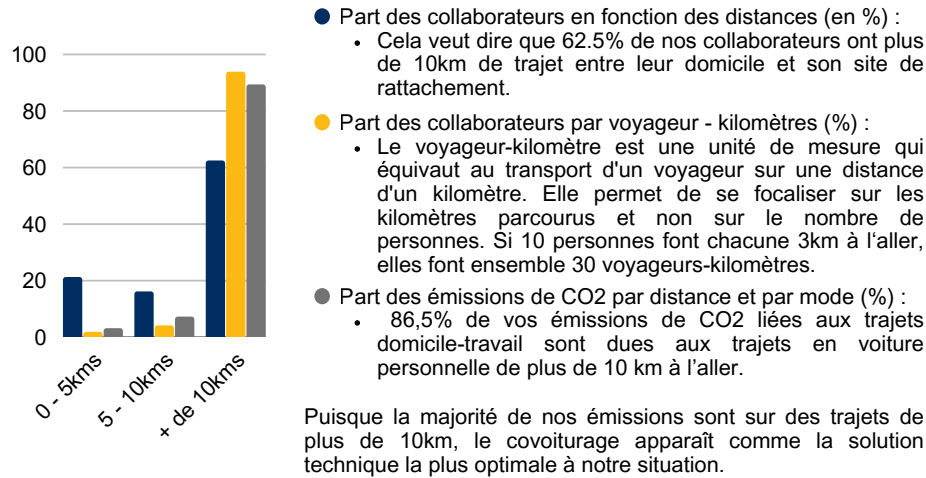 100
80
60
40
20
0
0 - 5kms
5 - 10kms
+ de 10kms
Part des collaborateurs en fonction des distances (en %) :
• Cela veut dire que 62.5% de nos collaborateurs ont plus
de 10km de trajet entre leur domicile et son site de
rattachement.
Part des collaborateurs par voyageur - kilomètres (%) :
• Le voyageur-kilomètre est une unité de mesure qui
équivaut au transport d'un voyageur sur une distance
d'un kilomètre. Elle permet de se focaliser sur les
kilomètres parcourus et non sur le nombre de
personnes. Si 10 personnes font chacune 3km à l‘aller,
elles font ensemble 30 voyageurs-kilomètres.
Part des émissions de CO2 par distance et par mode (%) :
• 86,5% de vos émissions de CO2 liées aux trajets
domicile-travail sont dues aux trajets en voiture
personnelle de plus de 10 km à l’aller.
Puisque la majorité de nos émissions sont sur des trajets de
plus de 10km, le covoiturage apparaît comme la solution
technique la plus optimale à notre situation.